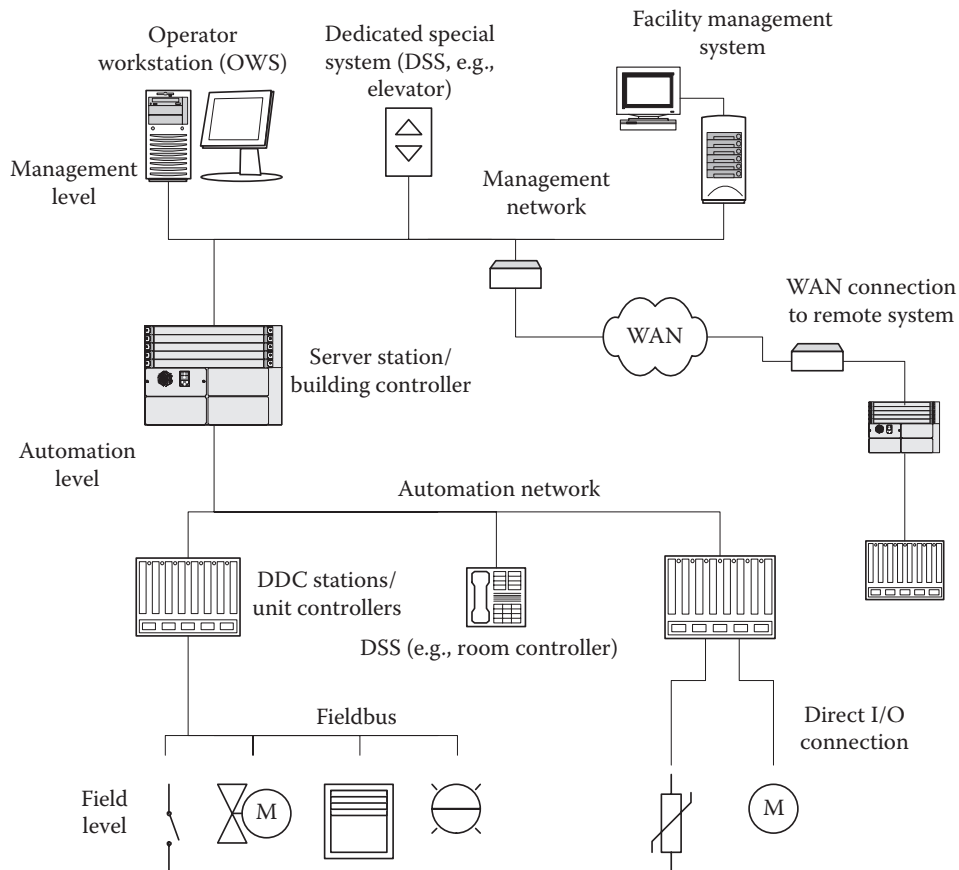 Operator
workstation (OWS)
Dedicated special
system (DSS, e.g.,
elevator)
Facility management
system
Management
level
Management
network
WAN
WAN connection
to remote system
Server station/
building controller
Automation
level
Automation network
DDC stations/
unit controllers
DSS (e.g., room controller)
Fieldbus
Direct I/O
connection
Field
level
M
M